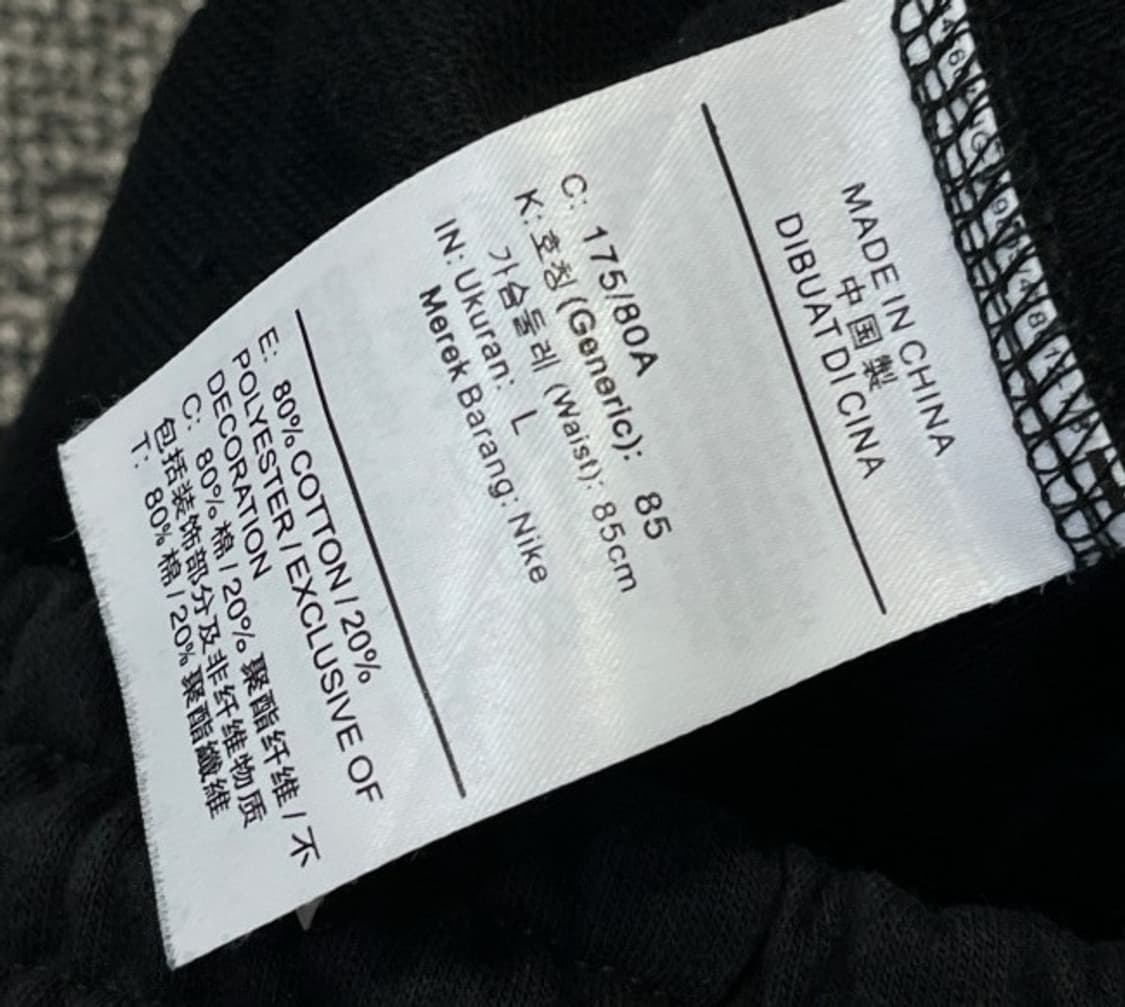 MADE IN CHINA
中国製
DIBUAT DI CINA
C: 175/80A
K: 호칭 (Generic): 85
가슴둘레 (Waist): 85cm
IN: Ukuran: L
Merek Barang: Nike
E: 80% COTTON / 20%
POLYESTER / EXCLUSIVE OF
DECORATION
C: 80% 棉 / 20% 聚酯纤维 / 不
包括装饰部分及非纤维物质
T: 80% 棉 / 20% 聚酯纖維